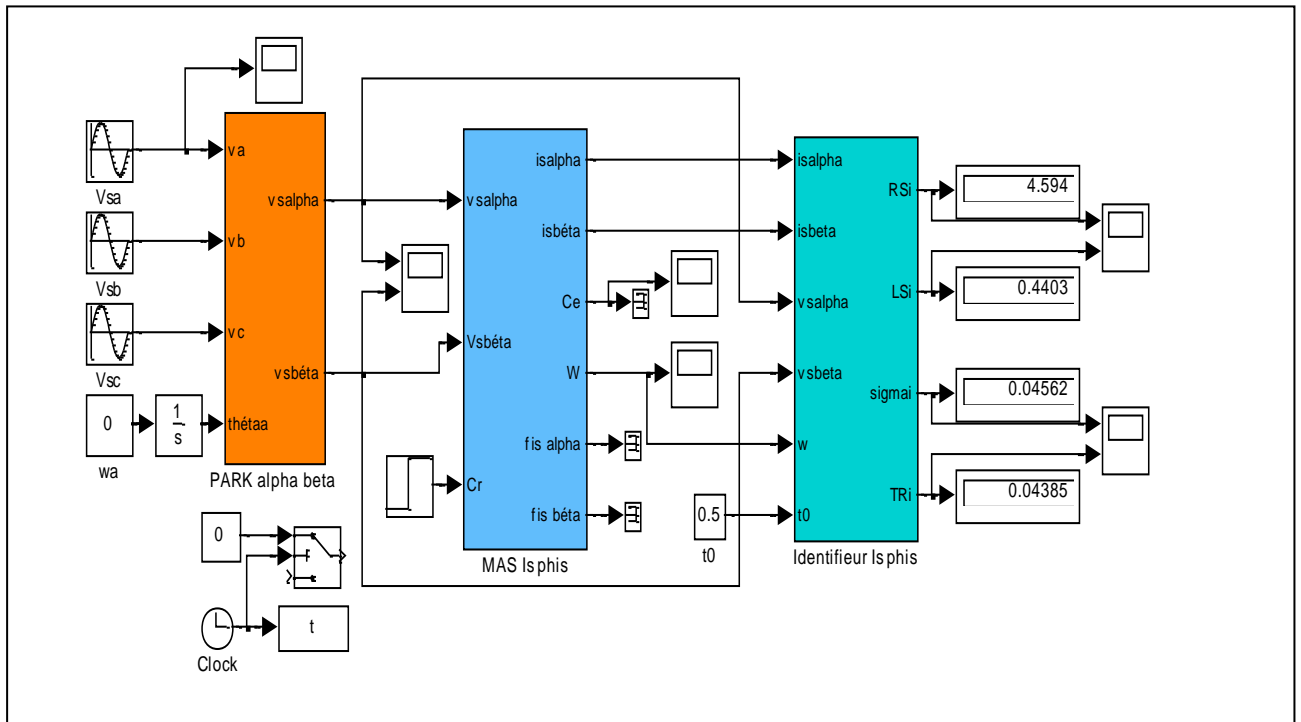 Vsa
Vsb
Vsc
0
wa
1
s
va
vb
vc
thétaa
vsalpha
vsbéta
PARK alpha beta
0
Clock
t
vsalpha
Vsbéta
Cr
isalpha
isbéta
Ce
W
fis alpha
fis béta
MAS Isphis
0.5
t0
isalpha
isbeta
vsalpha
vsbeta
w
t0
RSi
LSi
sigmai
TRi
Identifieur Isphis
4.594
0.4403
0.04562
0.04385